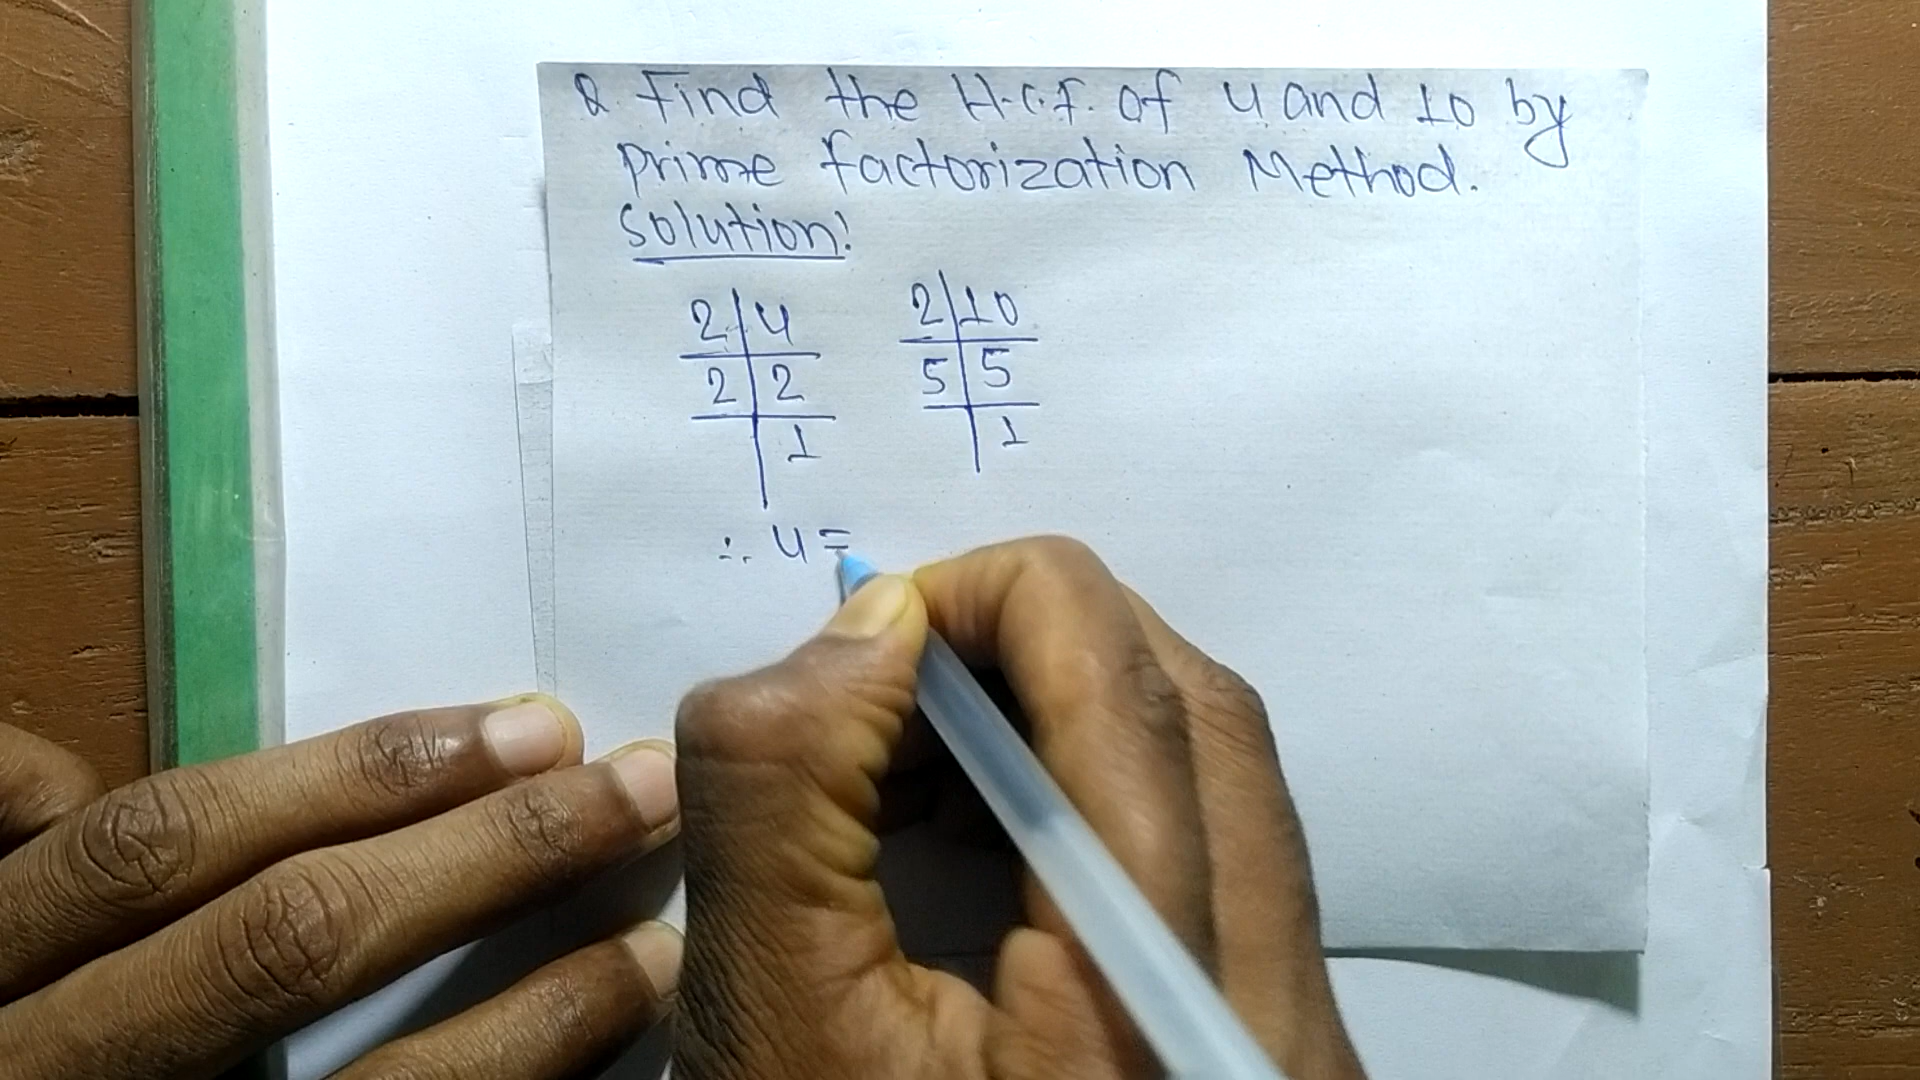 Q. Find the H.C.F. of 4 and 10 by
prime factorization Method.
Solution:
2 | 4   2 | 10
2 | 2   5 | 5
1   1
∴ 4 =